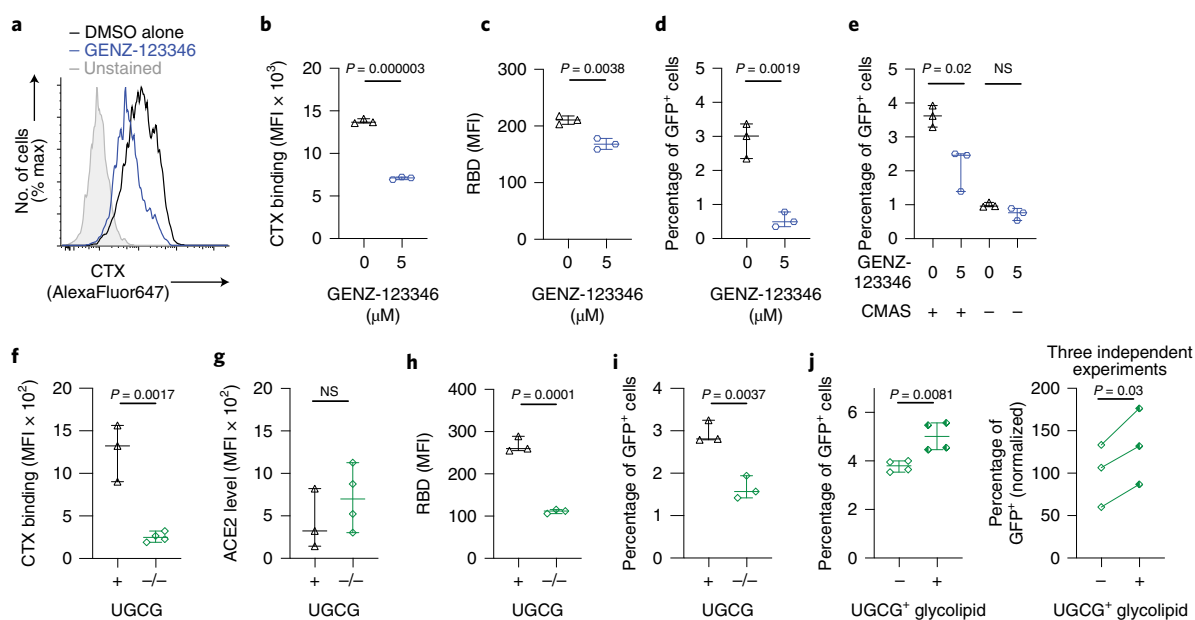 a
– DMSO alone
– GENZ-123346
– Unstained
No. of cells
(% max)
CTX
(AlexaFluor647)
b
CTX binding (MFI × 10³)
20
15
10
5
0
P = 0.000003
0 5
GENZ-123346
(μM)
c
RBD (MFI)
300
200
100
0
P = 0.0038
0 5
GENZ-123346
(μM)
d
Percentage of GFP⁺ cells
5
4
3
2
1
0
P = 0.0019
0 5
GENZ-123346
(μM)
e
Percentage of GFP⁺ cells
5
4
3
2
1
0
P = 0.02 NS
GENZ-
123346
0 5 0 5
CMAS + + – –
f
CTX binding (MFI × 10²)
20
15
10
5
0
P = 0.0017
+ –/–
UGCG
g
ACE2 level (MFI × 10²)
20
15
10
5
0
NS
+ –/–
UGCG
h
RBD (MFI)
400
300
200
100
0
P = 0.0001
+ –/–
UGCG
i
Percentage of GFP⁺ cells
4
3
2
1
0
P = 0.0037
+ –/–
UGCG
j
Percentage of GFP⁺ cells
6
4
2
0
P = 0.0081
– +
UGCG⁺ glycolipid
Three independent
experiments
Percentage of
GFP⁺ (normalized)
200
150
100
50
0
P = 0.03
– +
UGCG⁺ glycolipid